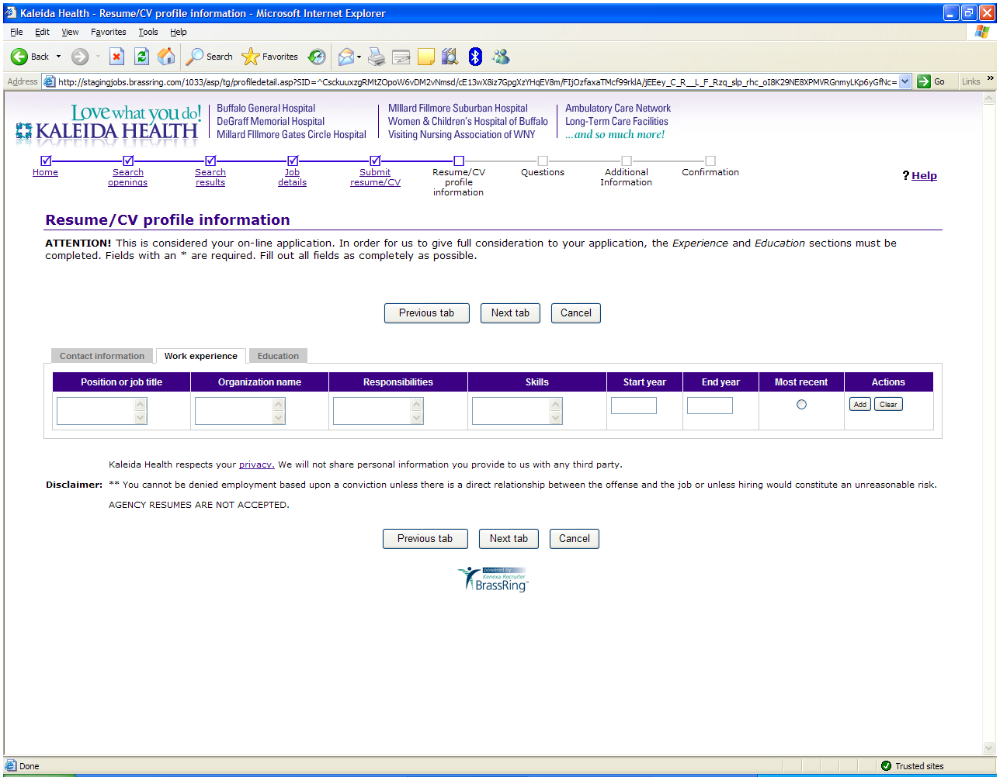 Kaleida Health - Resume/CV profile information - Microsoft Internet Explorer
File Edit View Favorites Tools Help
Back Search Favorites
Address http://stagingjobs.brassring.com/1033/asp/tg/profiledetail.asp?SID=^CsckuuxzgRMtZOpoW6vDM2vNmsd/cE13wX8iz7GpgXzYHqEV8m/FIjOzfaxaTMcf99rklA/jEEey_C_R__L_F_Rzq_slp_rhc_oI8K29NE8XPMVRGnmyLKp6yGfNc= Go Links »
Love what you do!
KALEIDA HEALTH
Buffalo General Hospital
DeGraff Memorial Hospital
Millard FIllmore Gates Circle Hospital
MIllard Fillmore Suburban Hospital
Women & Children's Hospital of Buffalo
Visiting Nursing Association of WNY
Ambulatory Care Network
Long-Term Care Facilities
...and so much more!
Home
Search
openings
Search
results
Job
details
Submit
resume/CV
Resume/CV
profile
information
Questions
Additional
Information
Confirmation
? Help
Resume/CV profile information
ATTENTION! This is considered your on-line application. In order for us to give full consideration to your application, the Experience and Education sections must be
completed. Fields with an * are required. Fill out all fields as completely as possible.
Previous tab Next tab Cancel
Contact information Work experience Education
Position or job title Organization name Responsibilities Skills Start year End year Most recent Actions
Add Clear
Kaleida Health respects your privacy. We will not share personal information you provide to us with any third party.
Disclaimer: ** You cannot be denied employment based upon a conviction unless there is a direct relationship between the offense and the job or unless hiring would constitute an unreasonable risk.
AGENCY RESUMES ARE NOT ACCEPTED.
Previous tab Next tab Cancel
powered by
Kenexa Recruiter
BrassRing™
Done Trusted sites